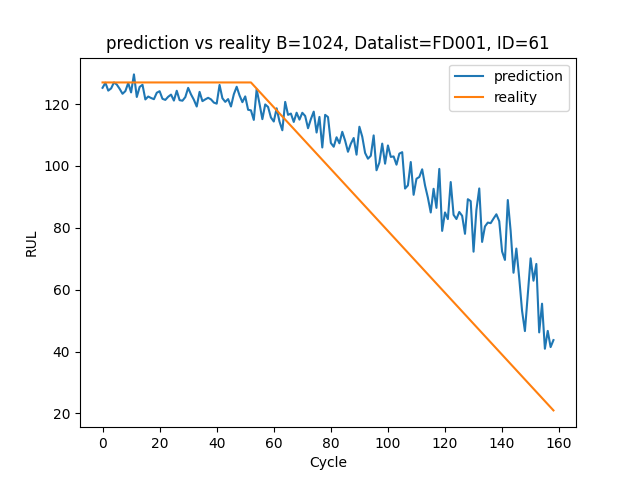 prediction vs reality B=1024, Datalist=FD001, ID=61
prediction
reality
RUL
120
100
80
60
40
20
0 20 40 60 80 100 120 140 160
Cycle